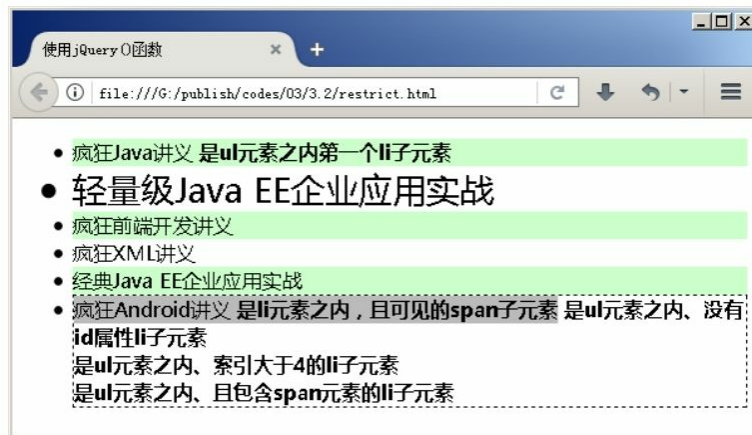 使用jQuery()函数
file:///G:/publish/codes/03/3.2/restrict.html
疯狂Java讲义 是ul元素之内第一个li子元素
轻量级Java EE企业应用实战
疯狂前端开发讲义
疯狂XML讲义
经典Java EE企业应用实战
疯狂Android讲义 是li元素之内，且可见的span子元素 是ul元素之内、没有
id属性li子元素
是ul元素之内、索引大于4的li子元素
是ul元素之内、且包含span元素的li子元素